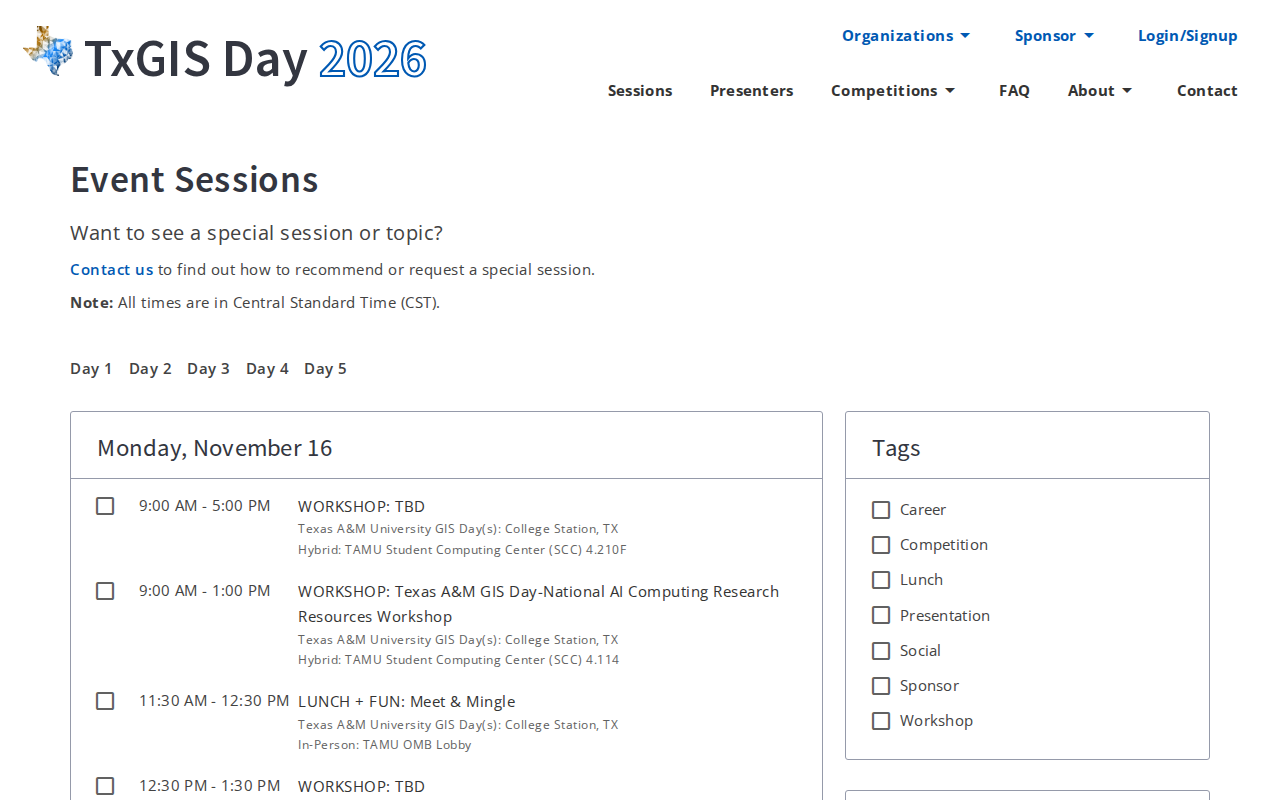 TxGIS Day 2026
Organizations
Sponsor
Login/Signup
Sessions
Presenters
Competitions
FAQ
About
Contact
Event Sessions
Want to see a special session or topic?
Contact us to find out how to recommend or request a special session.
Note: All times are in Central Standard Time (CST).
Day 1
Day 2
Day 3
Day 4
Day 5
Monday, November 16
9:00 AM - 5:00 PM
WORKSHOP: TBD
Texas A&M University GIS Day(s): College Station, TX
Hybrid: TAMU Student Computing Center (SCC) 4.210F
9:00 AM - 1:00 PM
WORKSHOP: Texas A&M GIS Day-National AI Computing Research
Resources Workshop
Texas A&M University GIS Day(s): College Station, TX
Hybrid: TAMU Student Computing Center (SCC) 4.114
11:30 AM - 12:30 PM
LUNCH + FUN: Meet & Mingle
Texas A&M University GIS Day(s): College Station, TX
In-Person: TAMU OMB Lobby
12:30 PM - 1:30 PM
WORKSHOP: TBD
Tags
Career
Competition
Lunch
Presentation
Social
Sponsor
Workshop